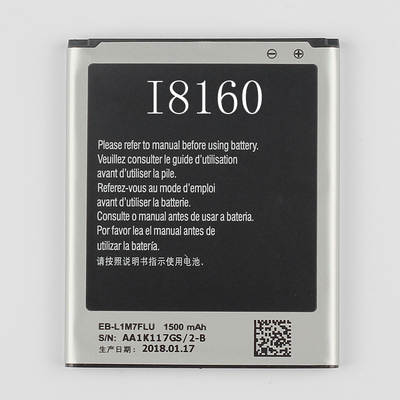 I8160
Please refer to manual before using battery.
Veuillez consulter le guide d'utilisation
avant d'utiliser la pile.
Referez-vous au mode d'emploi
avant d'utiliser la batterie.
Consulte o manual antes de usar a bateria.
Por favor lea el manual antes de
utilizar la batería.
请按照说明书指示使用电池.
EB-L1M7FLU 1500 mAh
S/N: AA1K117GS/2-B
生产日期: 2018.01.17